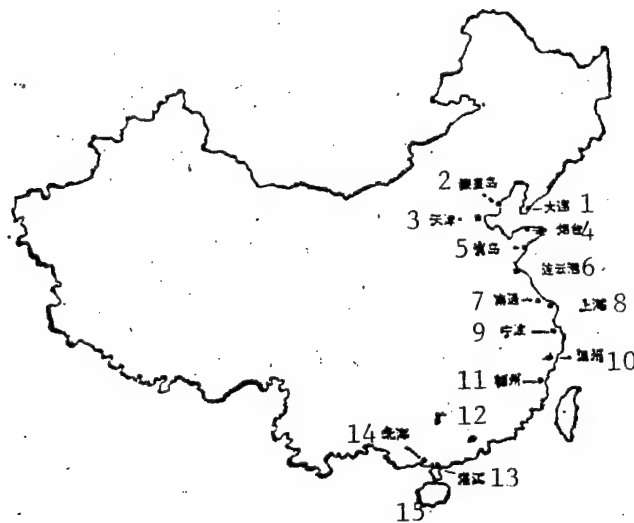 2 秦皇岛
大连 1
3 天津
烟台 4
5 青岛
连云港 6
7 南通
上海 8
9 宁波
温州 10
11 福州
广 12
14 北海
湛江 13
15